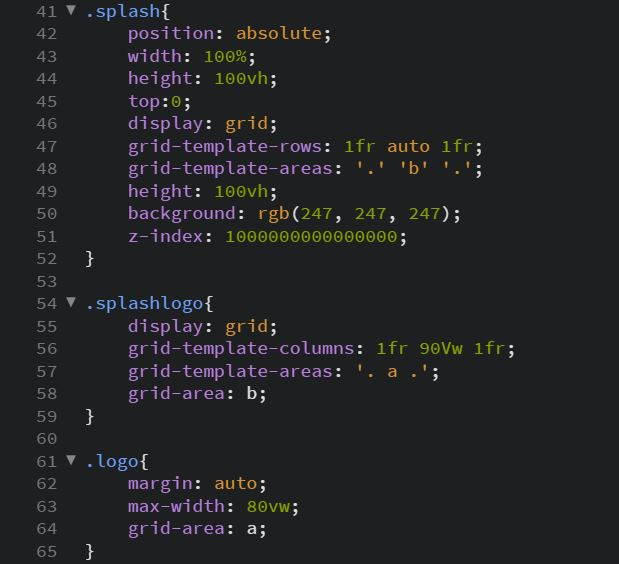 41 ▼ .splash{
42 position: absolute;
43 width: 100%;
44 height: 100vh;
45 top:0;
46 display: grid;
47 grid-template-rows: 1fr auto 1fr;
48 grid-template-areas: '.' 'b' '.';
49 height: 100vh;
50 background: rgb(247, 247, 247);
51 z-index: 1000000000000000;
52 }
53
54 ▼ .splashlogo{
55 display: grid;
56 grid-template-columns: 1fr 90Vw 1fr;
57 grid-template-areas: '. a .';
58 grid-area: b;
59 }
60
61 ▼ .logo{
62 margin: auto;
63 max-width: 80vw;
64 grid-area: a;
65 }